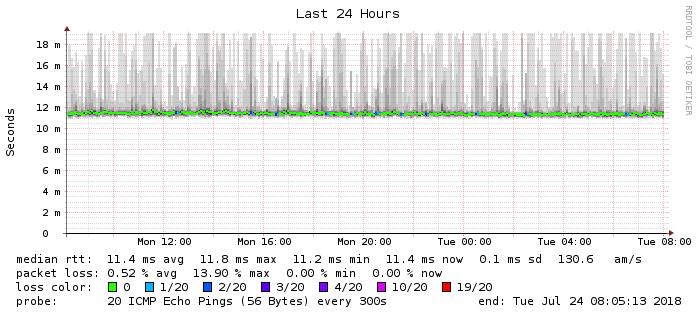 Last 24 Hours
RRDTOOL / TOBI OETIKER
Seconds
18 m
16 m
14 m
12 m
10 m
8 m
6 m
4 m
2 m
0
Mon 12:00 Mon 16:00 Mon 20:00 Tue 00:00 Tue 04:00 Tue 08:00
median rtt: 11.4 ms avg 11.8 ms max 11.2 ms min 11.4 ms now 0.1 ms sd 130.6 am/s
packet loss: 0.52 % avg 13.90 % max 0.00 % min 0.00 % now
loss color: 0 1/20 2/20 3/20 4/20 10/20 19/20
probe: 20 ICMP Echo Pings (56 Bytes) every 300s end: Tue Jul 24 08:05:13 2018